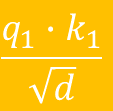 q₁ · k₁
√d